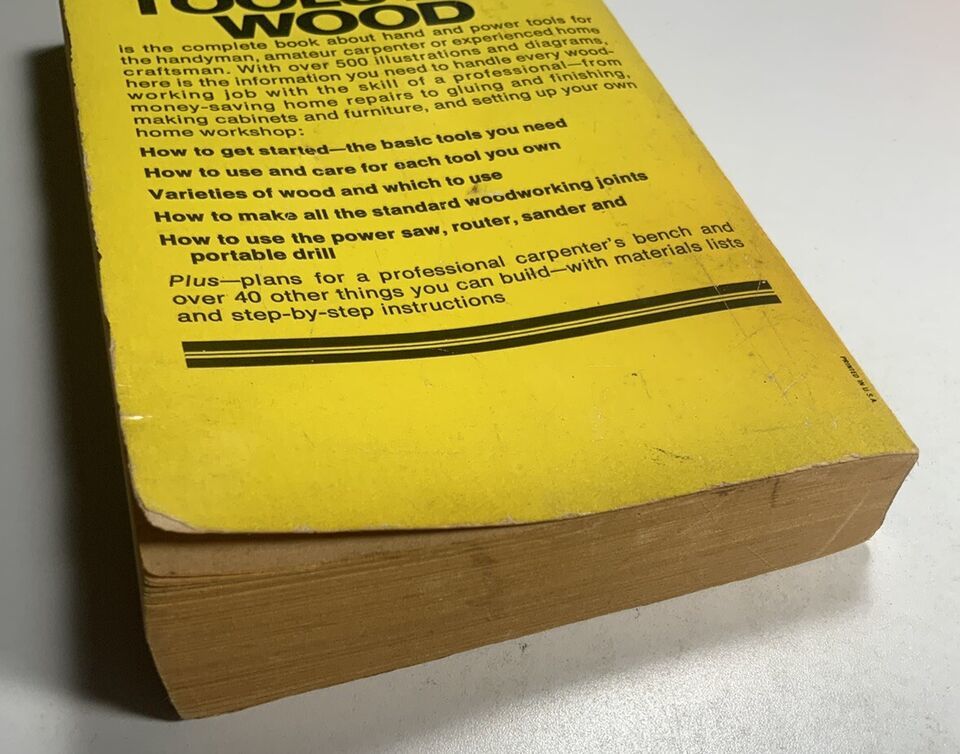 TOOLS
WOOD
is the complete book about hand and power tools for
the handyman, amateur carpenter or experienced home
craftsman. With over 500 illustrations and diagrams,
here is the information you need to handle every wood-
working job with the skill of a professional—from
money-saving home repairs to gluing and finishing,
making cabinets and furniture, and setting up your own
home workshop:
How to get started—the basic tools you need
How to use and care for each tool you own
Varieties of wood and which to use
How to make all the standard woodworking joints
How to use the power saw, router, sander and
portable drill
Plus—plans for a professional carpenter's bench and
over 40 other things you can build—with materials lists
and step-by-step instructions
PRINTED IN U.S.A.